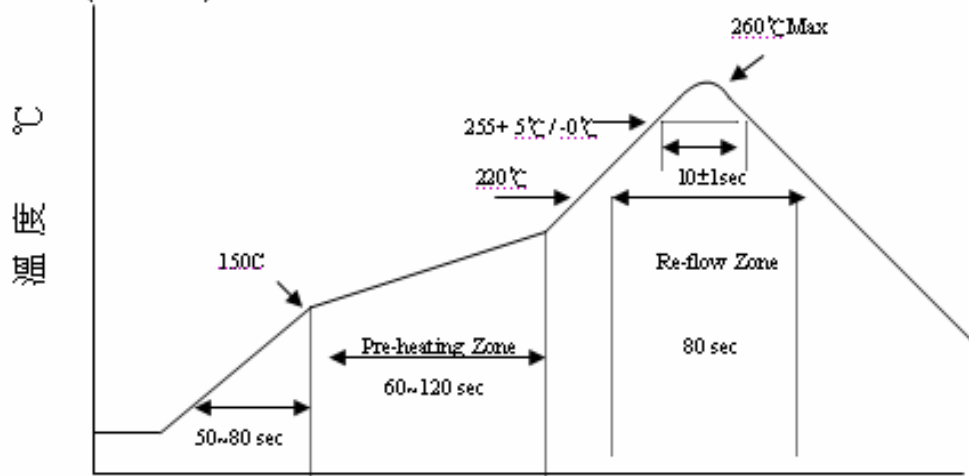 260℃Max
255+ 5℃/-0℃
10±1sec
220℃
150C
Re-flow Zone
Pre-heating Zone
80 sec
60~120 sec
50~80 sec
温度 ℃